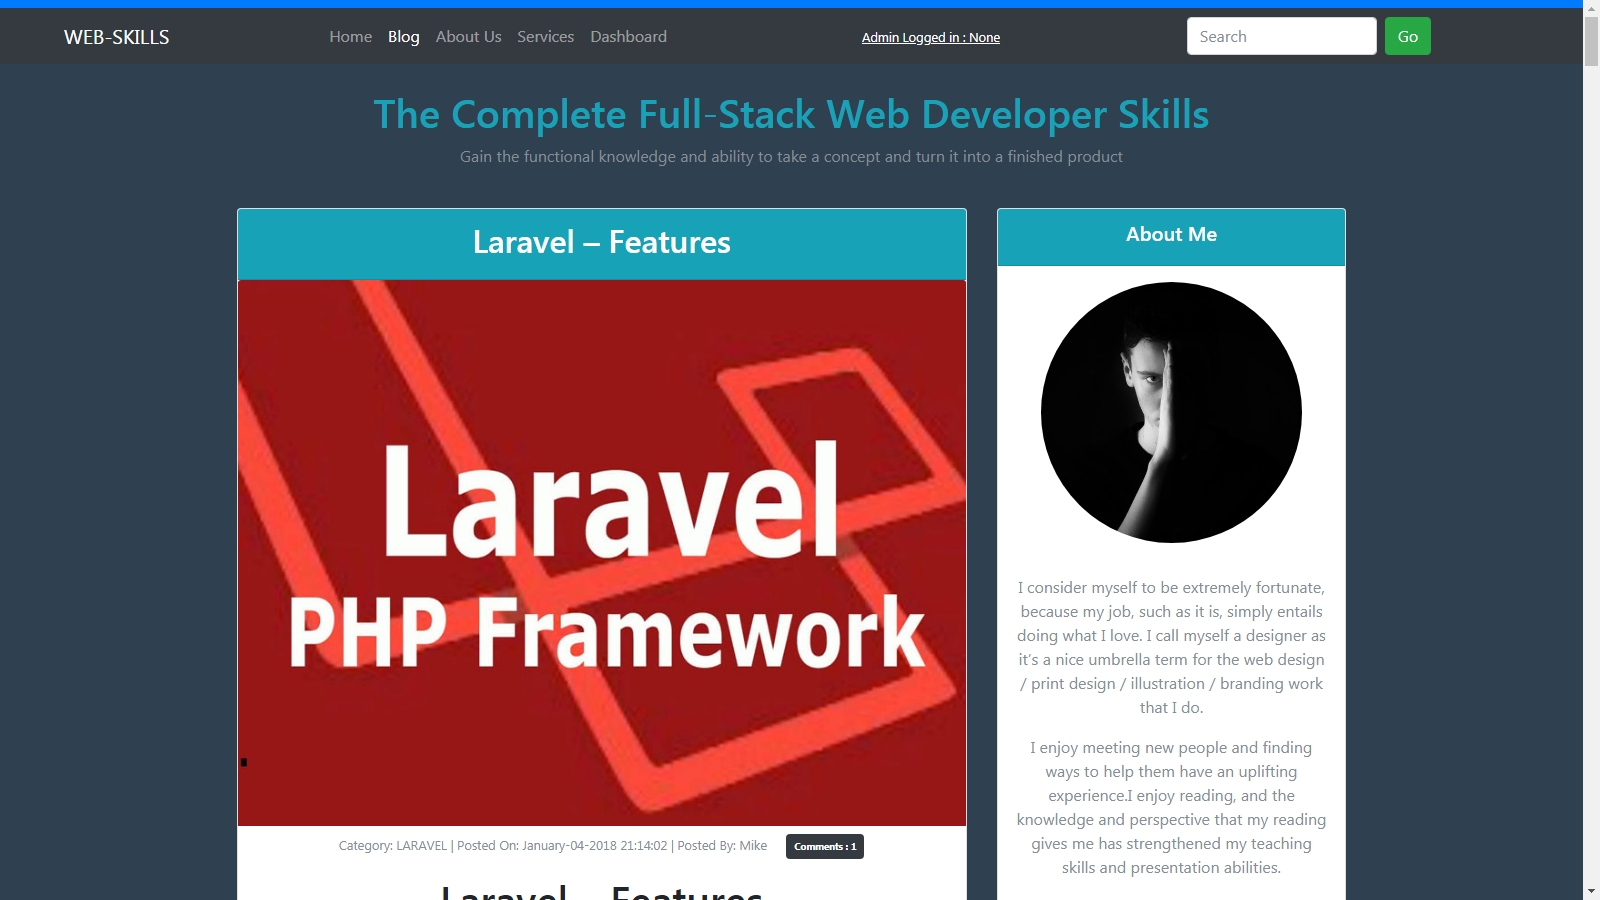 WEB-SKILLS
Home Blog About Us Services Dashboard
Admin Logged in : None
Search
Go
The Complete Full-Stack Web Developer Skills
Gain the functional knowledge and ability to take a concept and turn it into a finished product
Laravel – Features
Laravel
PHP Framework
Category: LARAVEL | Posted On: January-04-2018 21:14:02 | Posted By: Mike
Comments : 1
Laravel – Features
About Me
I consider myself to be extremely fortunate,
because my job, such as it is, simply entails
doing what I love. I call myself a designer as
it's a nice umbrella term for the web design
/ print design / illustration / branding work
that I do.
I enjoy meeting new people and finding
ways to help them have an uplifting
experience.I enjoy reading, and the
knowledge and perspective that my reading
gives me has strengthened my teaching
skills and presentation abilities.